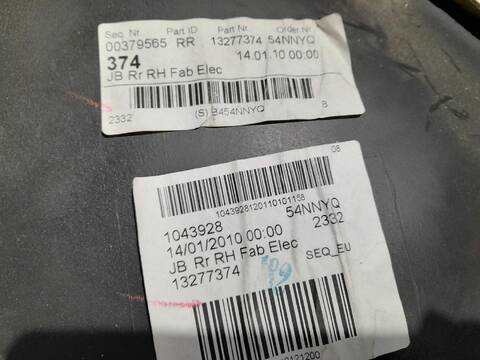 Seq. Nr. Part ID Part Nr. Order Nr.
00379565 RR 13277374 54NNYQ
374 14.01.10 00:00
JB Rr RH Fab Elec
2332 (S) B454NNYQ B
08
1043928120110101158
1043928 54NNYQ
14/01/2010 00:00 2332
JB Rr RH Fab Elec
13277374 SEQ_EU